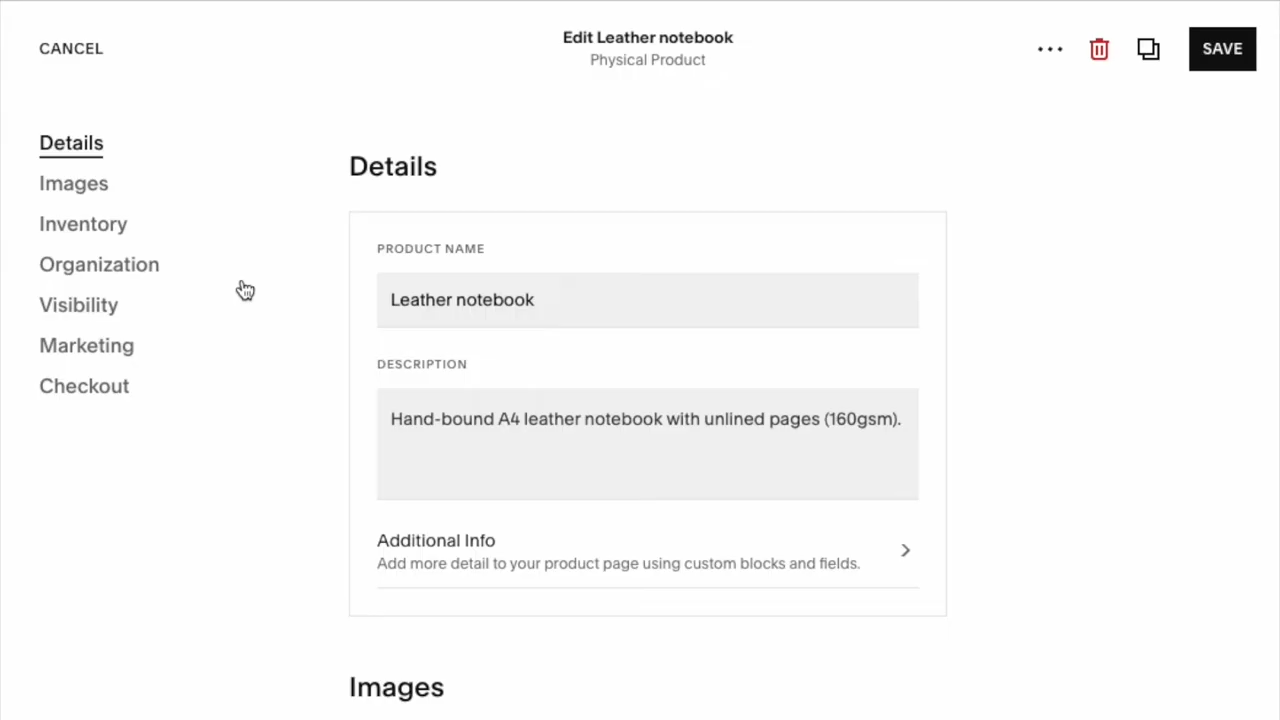 CANCEL
Edit Leather notebook
Physical Product
SAVE
Details
Images
Inventory
Organization
Visibility
Marketing
Checkout
Details
PRODUCT NAME
Leather notebook
DESCRIPTION
Hand-bound A4 leather notebook with unlined pages (160gsm).
Additional Info
Add more detail to your product page using custom blocks and fields.
Images